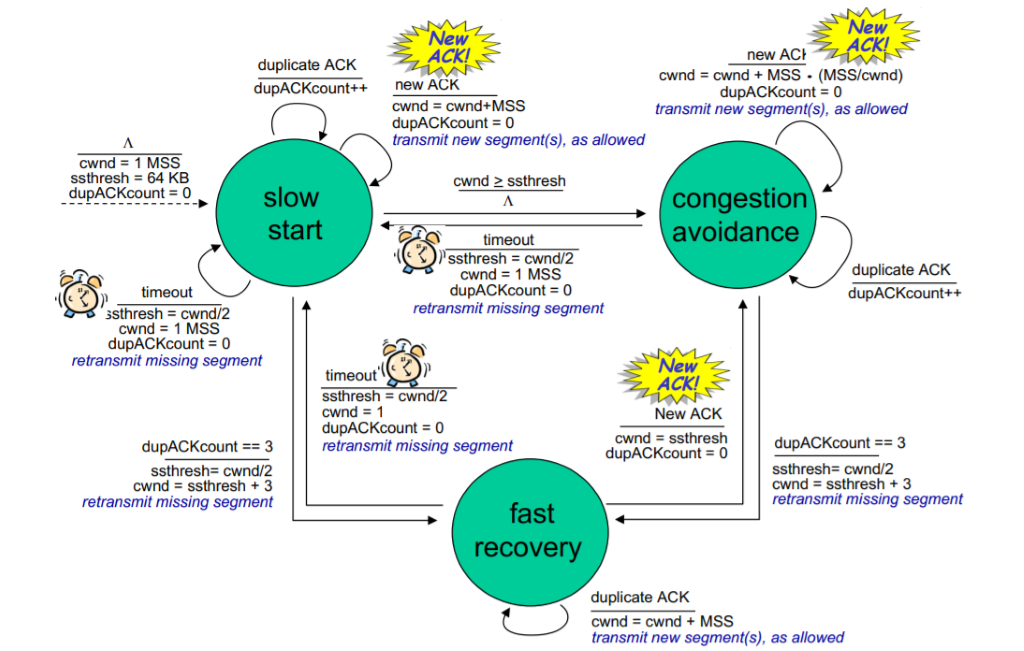 New
ACK!
duplicate ACK
dupACKcount++
new ACK
cwnd = cwnd+MSS
dupACKcount = 0
transmit new segment(s), as allowed
New
ACK!
new ACK
cwnd = cwnd + MSS • (MSS/cwnd)
dupACKcount = 0
transmit new segment(s), as allowed
Λ
cwnd = 1 MSS
ssthresh = 64 KB
dupACKcount = 0
slow
start
cwnd ≥ ssthresh
Λ
congestion
avoidance
timeout
ssthresh = cwnd/2
cwnd = 1 MSS
dupACKcount = 0
retransmit missing segment
duplicate ACK
dupACKcount++
timeout
ssthresh = cwnd/2
cwnd = 1 MSS
dupACKcount = 0
retransmit missing segment
timeout
ssthresh = cwnd/2
cwnd = 1
dupACKcount = 0
retransmit missing segment
New
ACK!
New ACK
cwnd = ssthresh
dupACKcount = 0
dupACKcount == 3
ssthresh= cwnd/2
cwnd = ssthresh + 3
retransmit missing segment
dupACKcount == 3
ssthresh= cwnd/2
cwnd = ssthresh + 3
retransmit missing segment
fast
recovery
duplicate ACK
cwnd = cwnd + MSS
transmit new segment(s), as allowed